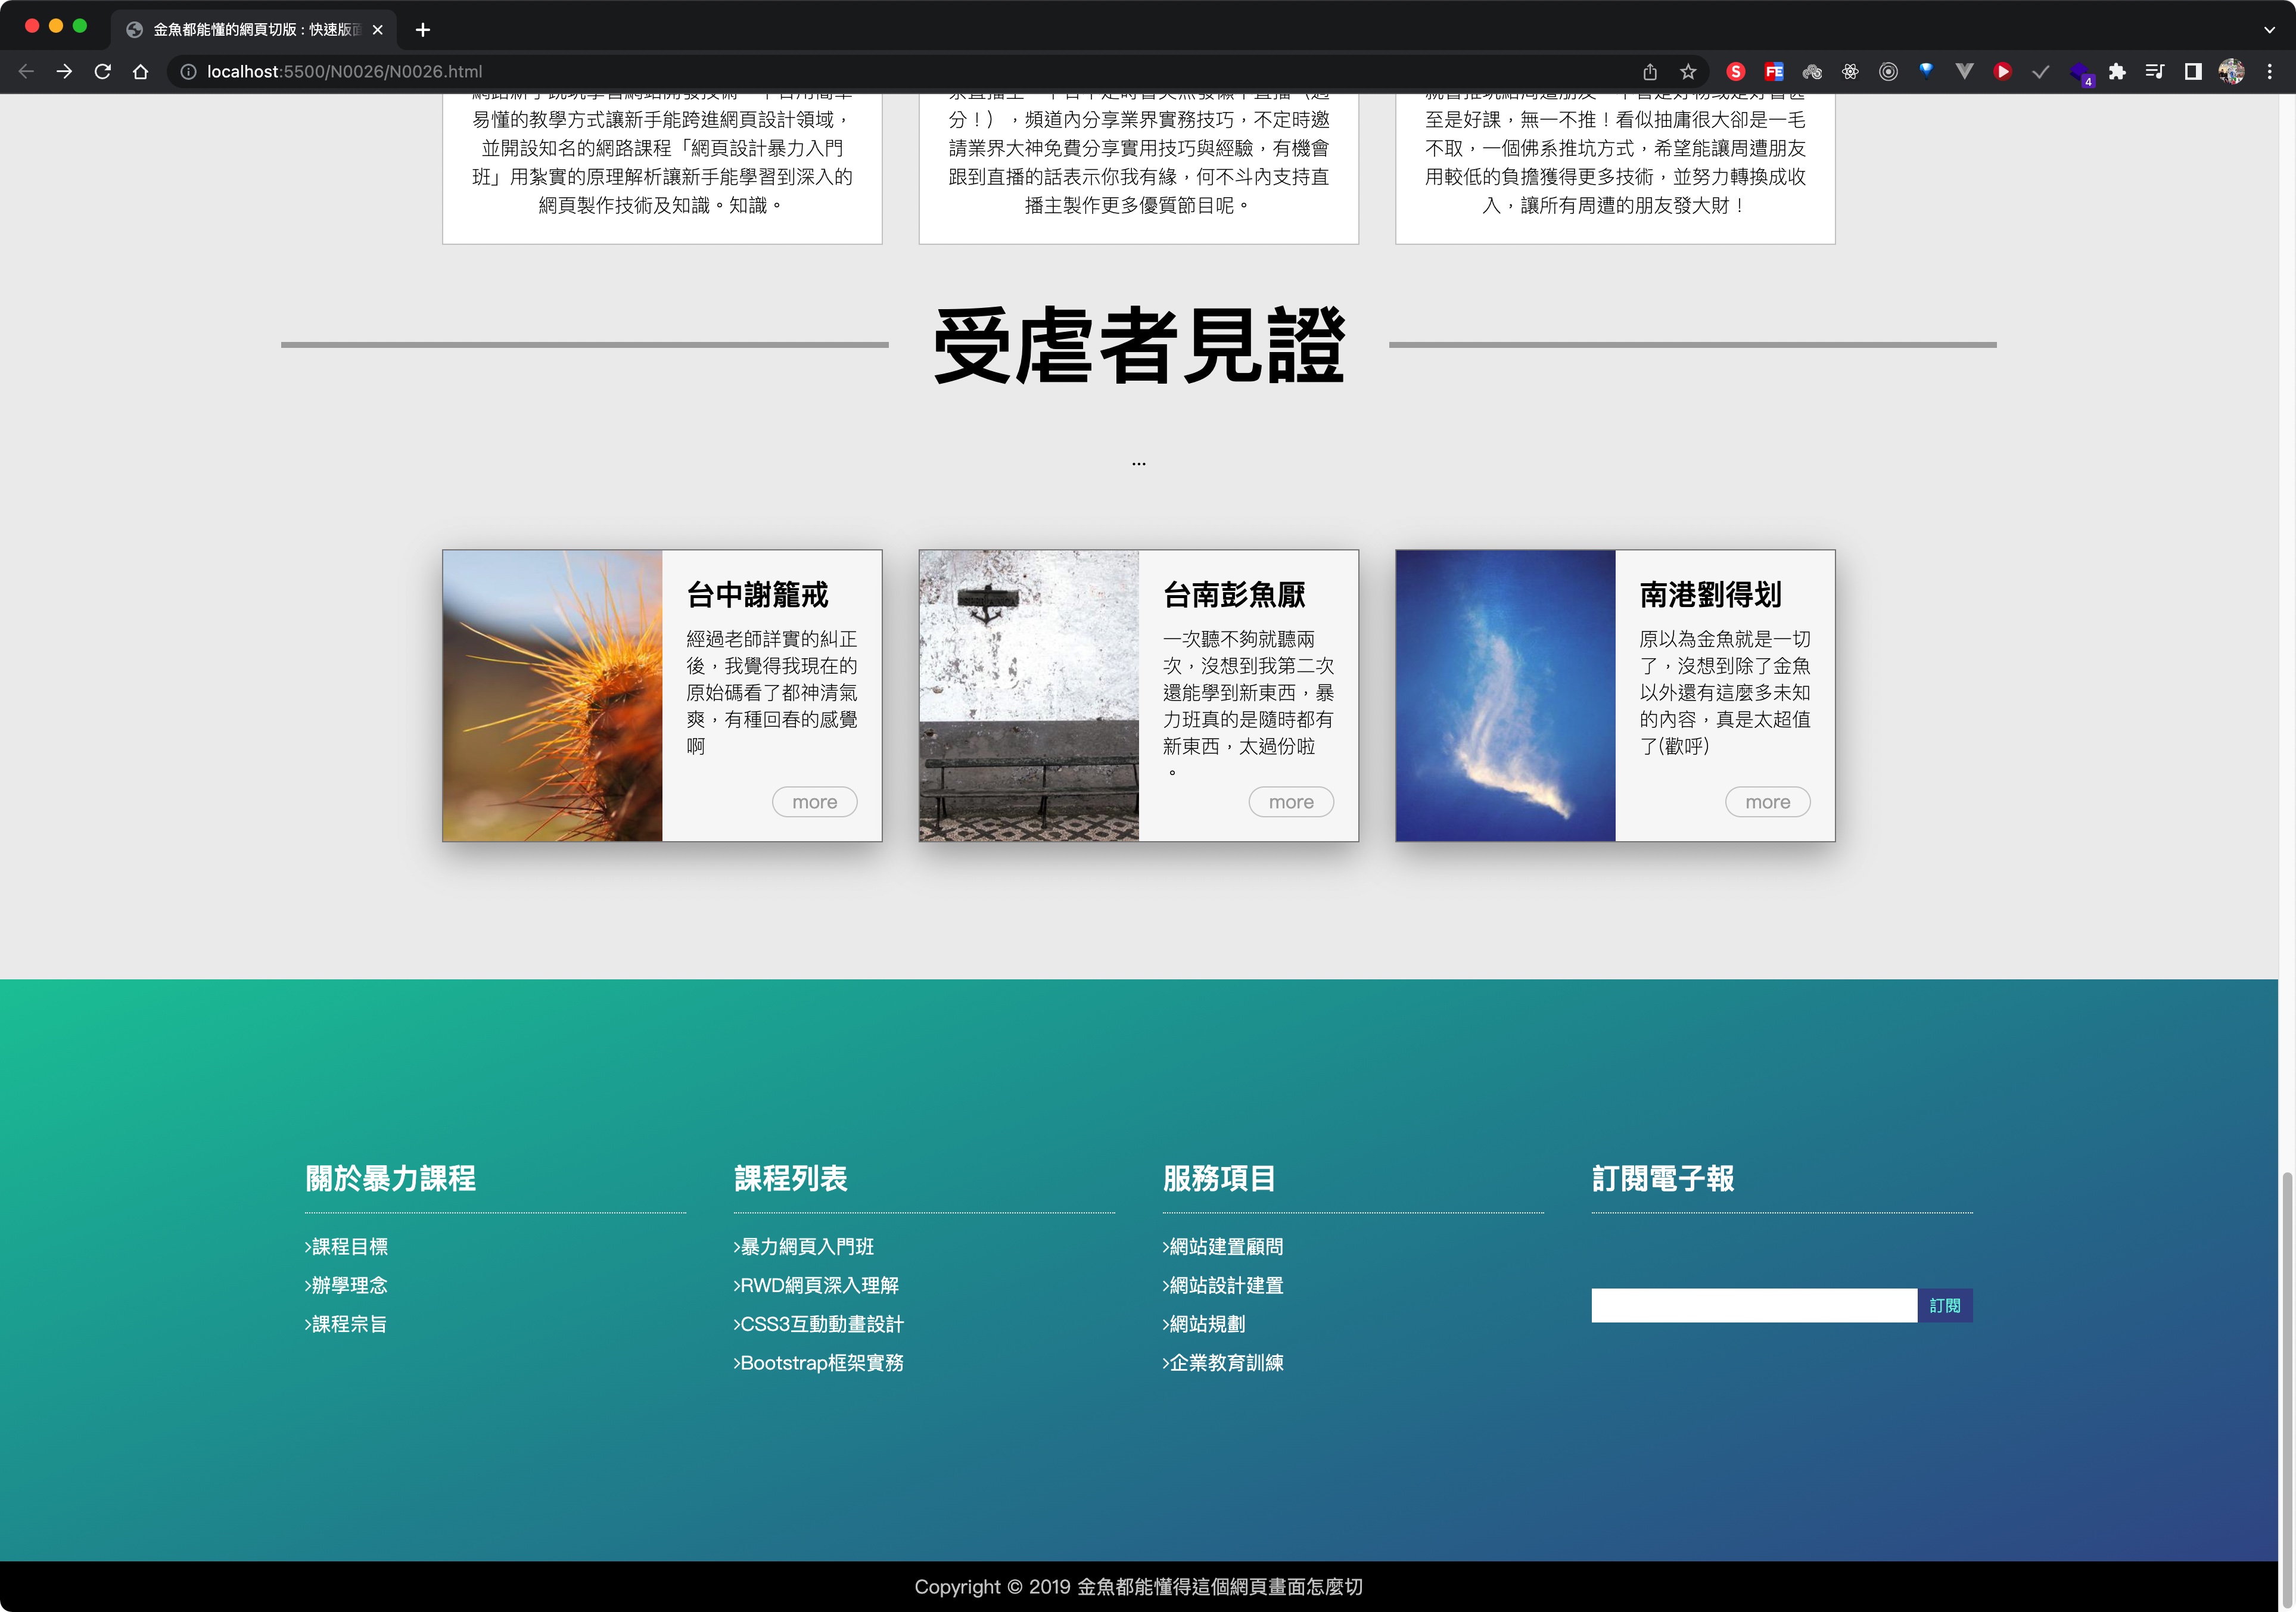 金魚都能懂的網頁切版 : 快速版面
localhost:5500/N0026/N0026.html
S
FE
4
易懂的教學方式讓新手能跨進網頁設計領域，
並開設知名的網路課程「網頁設計暴力入門
班」用紮實的原理解析讓新手能學習到深入的
網頁製作技術及知識。知識。
分！），頻道內分享業界實務技巧，不定時邀
請業界大神免費分享實用技巧與經驗，有機會
跟到直播的話表示你我有緣，何不斗內支持直
播主製作更多優質節目呢。
至是好課，無一不推！看似抽庸很大卻是一毛
不取，一個佛系推坑方式，希望能讓周遭朋友
用較低的負擔獲得更多技術，並努力轉換成收
入，讓所有周遭的朋友發大財！
受虐者見證
...
台中謝籠戒
經過老師詳實的糾正
後，我覺得我現在的
原始碼看了都神清氣
爽，有種回春的感覺
啊
more
台南彭魚厭
一次聽不夠就聽兩
次，沒想到我第二次
還能學到新東西，暴
力班真的是隨時都有
新東西，太過份啦
。
more
南港劉得划
原以為金魚就是一切
了，沒想到除了金魚
以外還有這麼多未知
的內容，真是太超值
了(歡呼)
more
關於暴力課程
›課程目標
›辦學理念
›課程宗旨
課程列表
›暴力網頁入門班
›RWD網頁深入理解
›CSS3互動動畫設計
›Bootstrap框架實務
服務項目
›網站建置顧問
›網站設計建置
›網站規劃
›企業教育訓練
訂閱電子報
訂閱
Copyright © 2019 金魚都能懂得這個網頁畫面怎麼切